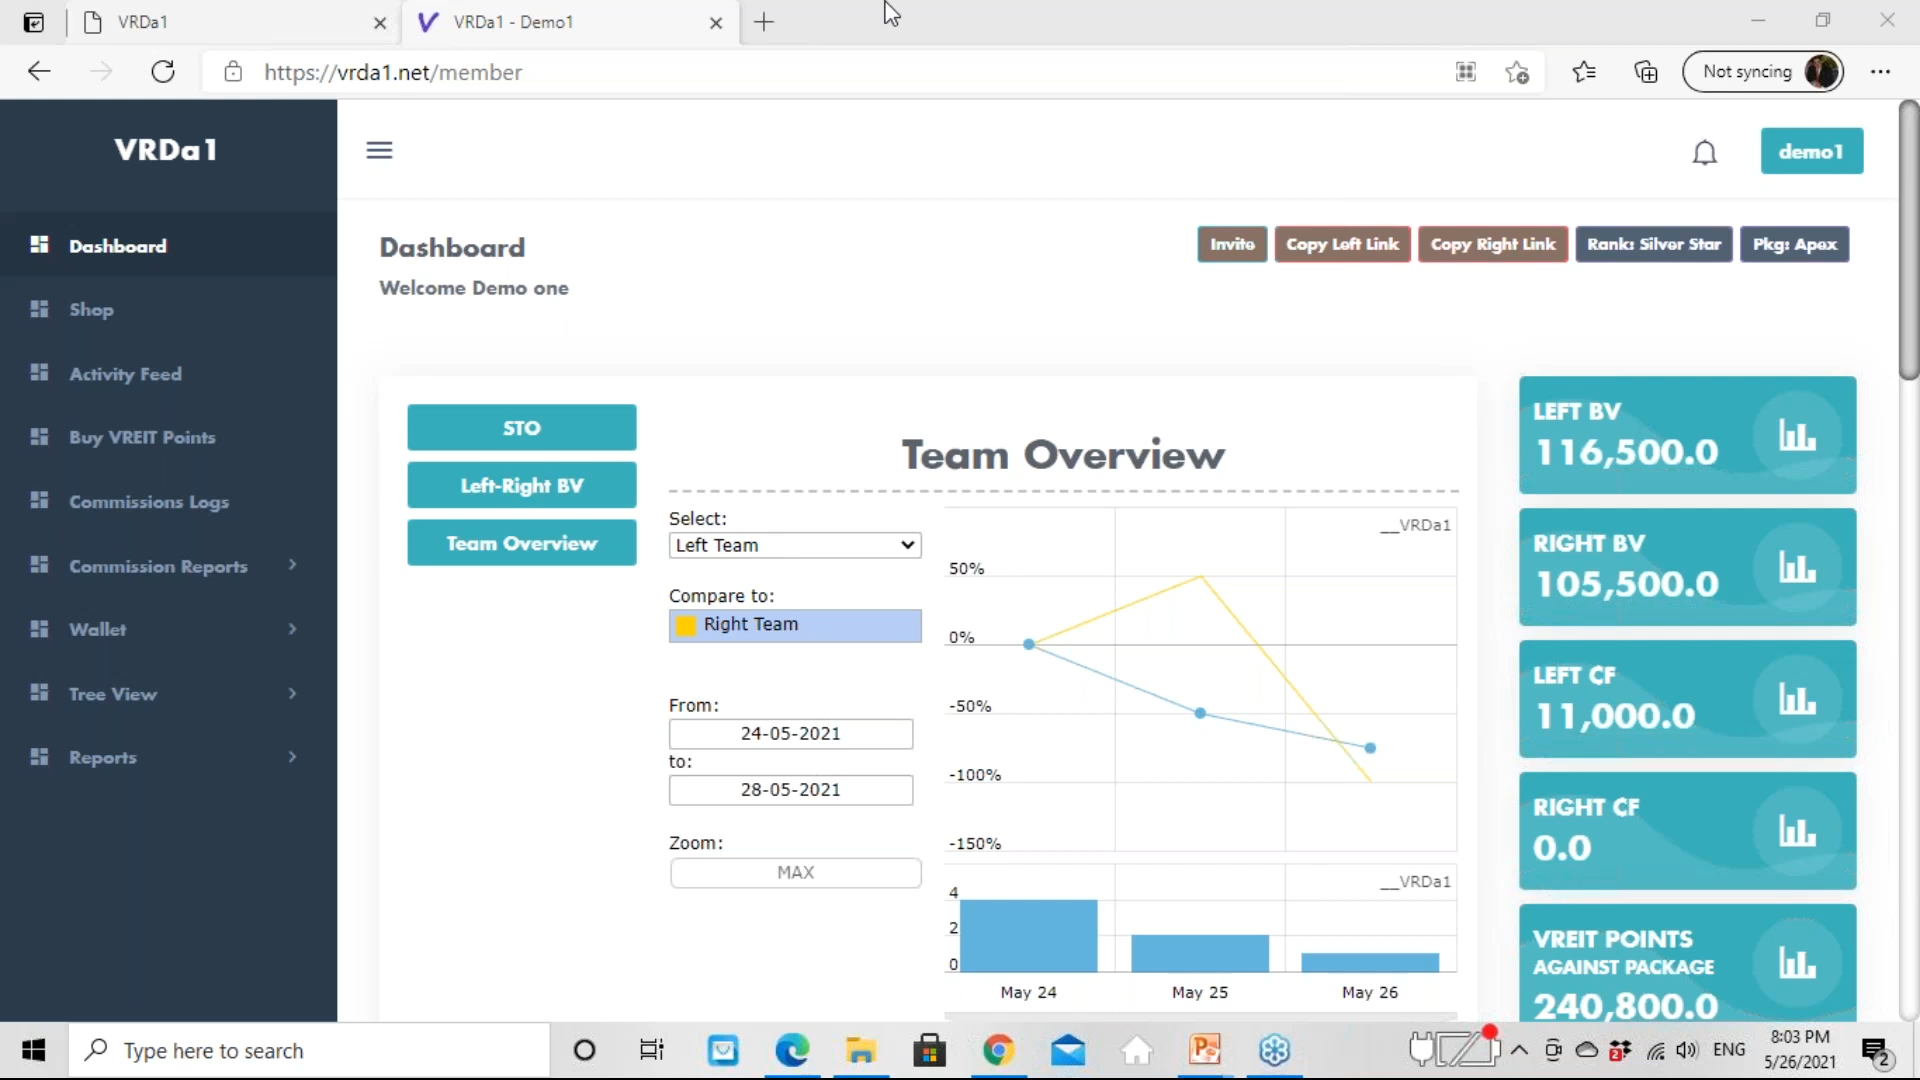 VRDa1
VRDa1 - Demo1
https://vrda1.net/member
Not syncing
VRDa1
demo1
Dashboard
Shop
Activity Feed
Buy VREIT Points
Commissions Logs
Commission Reports
Wallet
Tree View
Reports
Dashboard
Welcome Demo one
Invite
Copy Left Link
Copy Right Link
Rank: Silver Star
Pkg: Apex
STO
Left-Right BV
Team Overview
Team Overview
Select:
Left Team
Compare to:
Right Team
From:
24-05-2021
to:
28-05-2021
Zoom:
MAX
__VRDa1
50%
0%
-50%
-100%
-150%
__VRDa1
4
2
0
May 24
May 25
May 26
LEFT BV
116,500.0
RIGHT BV
105,500.0
LEFT CF
11,000.0
RIGHT CF
0.0
VREIT POINTS
AGAINST PACKAGE
240,800.0
Type here to search
2
ENG
8:03 PM
5/26/2021
2